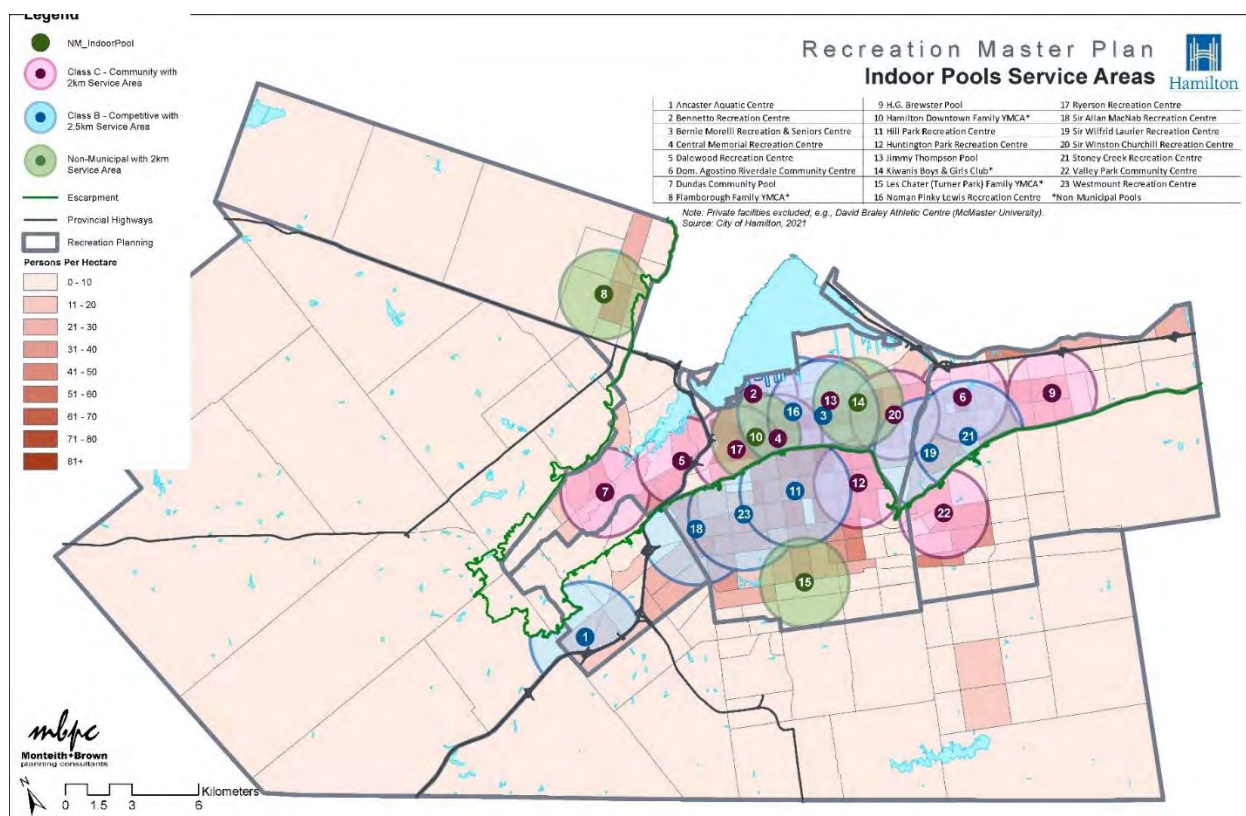 Legend
NM_IndoorPool
Class C - Community with
2km Service Area
Class B - Competitive with
2.5km Service Area
Non-Municipal with 2km
Service Area
Escarpment
Provincial Highways
Recreation Planning
Persons Per Hectare
0 - 10
11 - 20
21 - 30
31 - 40
41 - 50
51 - 60
61 - 70
71 - 80
81+
Recreation Master Plan
Indoor Pools Service Areas
Hamilton
1 Ancaster Aquatic Centre
2 Bennetto Recreation Centre
3 Bernie Morelli Recreation & Seniors Centre
4 Central Memorial Recreation Centre
5 Dalewood Recreation Centre
6 Dom. Agostino Riverdale Community Centre
7 Dundas Community Pool
8 Flamborough Family YMCA*
9 H.G. Brewster Pool
10 Hamilton Downtown Family YMCA*
11 Hill Park Recreation Centre
12 Huntington Park Recreation Centre
13 Jimmy Thompson Pool
14 Kiwanis Boys & Girls Club*
15 Les Chater (Turner Park) Family YMCA*
16 Noman Pinky Lewis Recreation Centre
17 Ryerson Recreation Centre
18 Sir Allan MacNab Recreation Centre
19 Sir Wilfrid Laurier Recreation Centre
20 Sir Winston Churchill Recreation Centre
21 Stoney Creek Recreation Centre
22 Valley Park Community Centre
23 Westmount Recreation Centre
*Non Municipal Pools
Note: Private facilities excluded, e.g., David Braley Athletic Centre (McMaster University).
Source: City of Hamilton, 2021
8
2
16
13
3
14
20
6
9
10
4
17
21
19
5
7
11
12
23
18
22
15
1
mbpc
Monteith+Brown
planning consultants
N
0 1.5 3 6
Kilometers